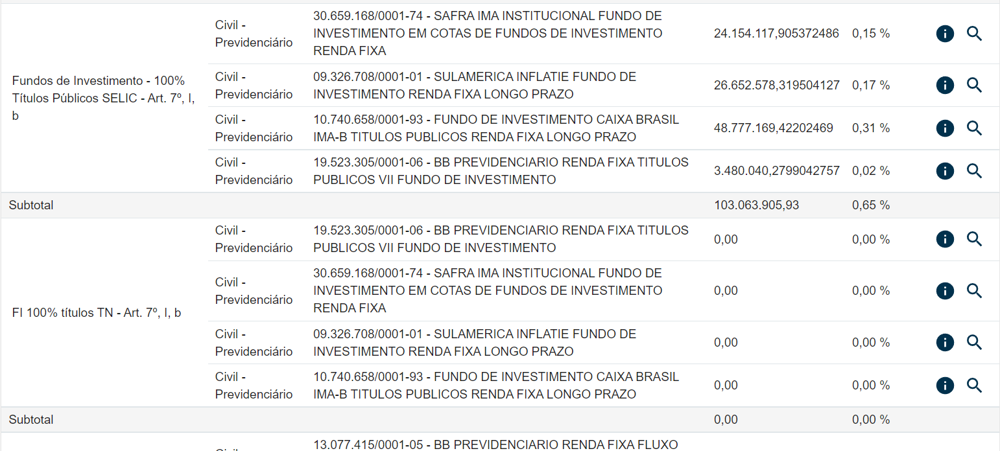 30.659.168/0001-74 - SAFRA IMA INSTITUCIONAL FUNDO DE
Civil -
INVESTIMENTO EM COTAS DE FUNDOS DE INVESTIMENTO
24.154.117,905372486
0,15 %
Previdenciário
RENDA FIXA
Fundos de Investimento - 100%
Títulos Públicos SELIC - Art. 7º, I,
b
Civil -
Previdenciário
09.326.708/0001-01 - SULAMERICA INFLATIE FUNDO DE
INVESTIMENTO RENDA FIXA LONGO PRAZO
26.652.578,319504127
0,17 %
Civil -
Previdenciário
10.740.658/0001-93 - FUNDO DE INVESTIMENTO CAIXA BRASIL
IMA-B TITULOS PUBLICOS RENDA FIXA LONGO PRAZO
48.777.169,42202469
0,31 %
Civil -
Previdenciário
19.523.305/0001-06 - BB PREVIDENCIARIO RENDA FIXA TITULOS
PUBLICOS VII FUNDO DE INVESTIMENTO
3.480.040,2799042757
0,02 %
Subtotal
103.063.905,93
0,65 %
FI 100% títulos TN - Art. 7º, I, b
Civil -
Previdenciário
19.523.305/0001-06 - BB PREVIDENCIARIO RENDA FIXA TITULOS
PUBLICOS VII FUNDO DE INVESTIMENTO
0,00
0,00 %
Civil -
Previdenciário
30.659.168/0001-74 - SAFRA IMA INSTITUCIONAL FUNDO DE
INVESTIMENTO EM COTAS DE FUNDOS DE INVESTIMENTO
RENDA FIXA
0,00
0,00 %
Civil -
Previdenciário
09.326.708/0001-01 - SULAMERICA INFLATIE FUNDO DE
INVESTIMENTO RENDA FIXA LONGO PRAZO
0,00
0,00 %
Civil -
Previdenciário
10.740.658/0001-93 - FUNDO DE INVESTIMENTO CAIXA BRASIL
IMA-B TITULOS PUBLICOS RENDA FIXA LONGO PRAZO
0,00
0,00 %
Subtotal
0,00
0,00 %
13.077.415/0001-05 - BB PREVIDENCIARIO RENDA FIXA FLUXO